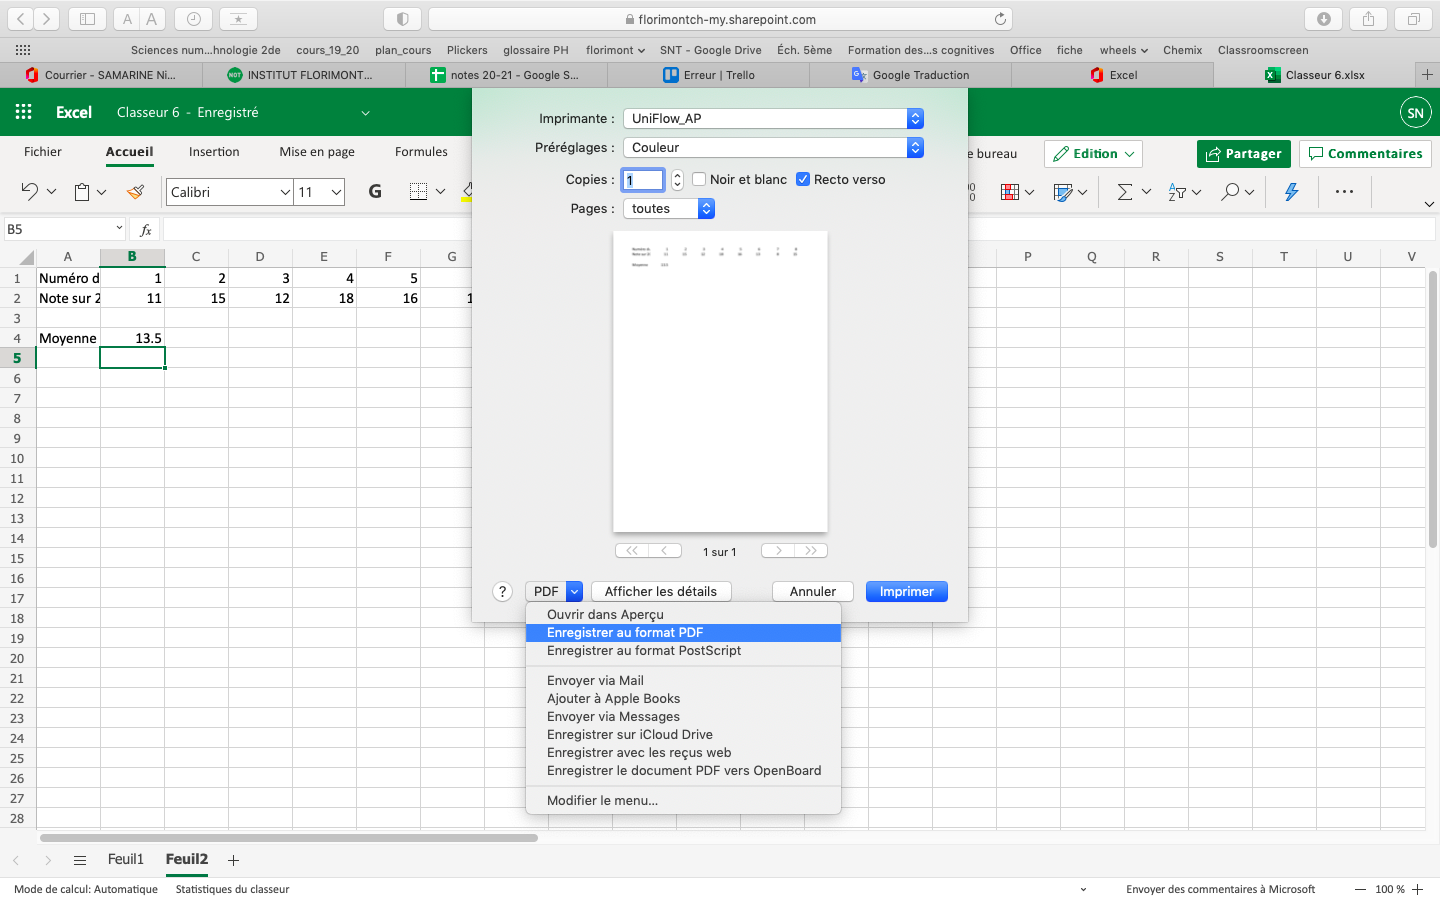 florimontch-my.sharepoint.com
Sciences num...hnologie 2de cours_19_20 plan_cours Plickers glossaire PH florimont SNT - Google Drive Éch. 5ème Formation des...s cognitives Office fiche wheels Chemix Classroomscreen
Courrier - SAMARINE Ni... INSTITUT FLORIMONT... notes 20-21 - Google S... Erreur | Trello Google Traduction Excel Classeur 6.xlsx
Excel Classeur 6 - Enregistré SN
Imprimante : UniFlow_AP
Préréglages : Couleur
Copies : 1 Noir et blanc Recto verso
Pages : toutes
Fichier Accueil Insertion Mise en page Formules e bureau Edition Partager Commentaires
Calibri 11 G
B5 fx
A B C D E F G P Q R S T U V
1 Numéro d 1 2 3 4 5
2 Note sur 2 11 15 12 18 16 1
3
4 Moyenne 13.5
5
6
7
8
9
10
11
12
13
14
15
16
17
18
19
20
21
22
23
24
25
26
27
28
1 sur 1
? PDF Afficher les détails Annuler Imprimer
Ouvrir dans Aperçu
Enregistrer au format PDF
Enregistrer au format PostScript
Envoyer via Mail
Ajouter à Apple Books
Envoyer via Messages
Enregistrer sur iCloud Drive
Enregistrer avec les reçus web
Enregistrer le document PDF vers OpenBoard
Modifier le menu...
Feuil1 Feuil2
Mode de calcul: Automatique Statistiques du classeur Envoyer des commentaires à Microsoft 100 %